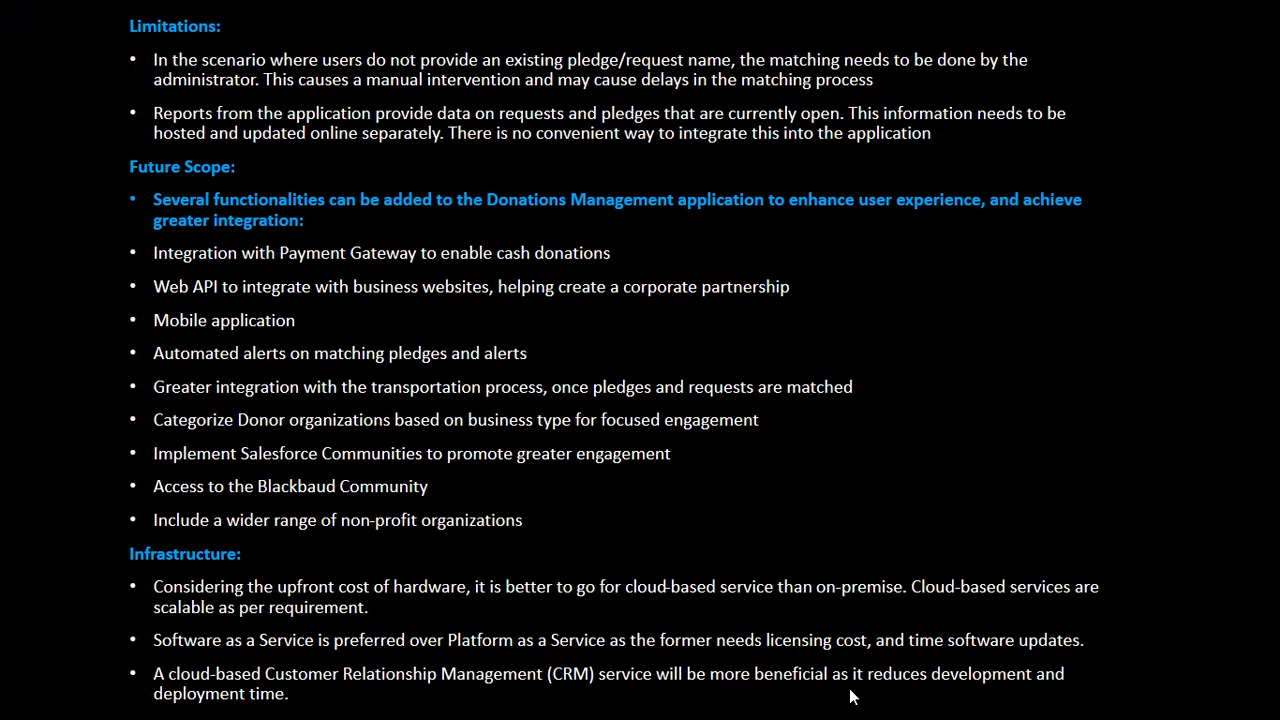 Limitations:
• In the scenario where users do not provide an existing pledge/request name, the matching needs to be done by the
administrator. This causes a manual intervention and may cause delays in the matching process
• Reports from the application provide data on requests and pledges that are currently open. This information needs to be
hosted and updated online separately. There is no convenient way to integrate this into the application
Future Scope:
• Several functionalities can be added to the Donations Management application to enhance user experience, and achieve
greater integration:
• Integration with Payment Gateway to enable cash donations
• Web API to integrate with business websites, helping create a corporate partnership
• Mobile application
• Automated alerts on matching pledges and alerts
• Greater integration with the transportation process, once pledges and requests are matched
• Categorize Donor organizations based on business type for focused engagement
• Implement Salesforce Communities to promote greater engagement
• Access to the Blackbaud Community
• Include a wider range of non-profit organizations
Infrastructure:
• Considering the upfront cost of hardware, it is better to go for cloud-based service than on-premise. Cloud-based services are
scalable as per requirement.
• Software as a Service is preferred over Platform as a Service as the former needs licensing cost, and time software updates.
• A cloud-based Customer Relationship Management (CRM) service will be more beneficial as it reduces development and
deployment time.